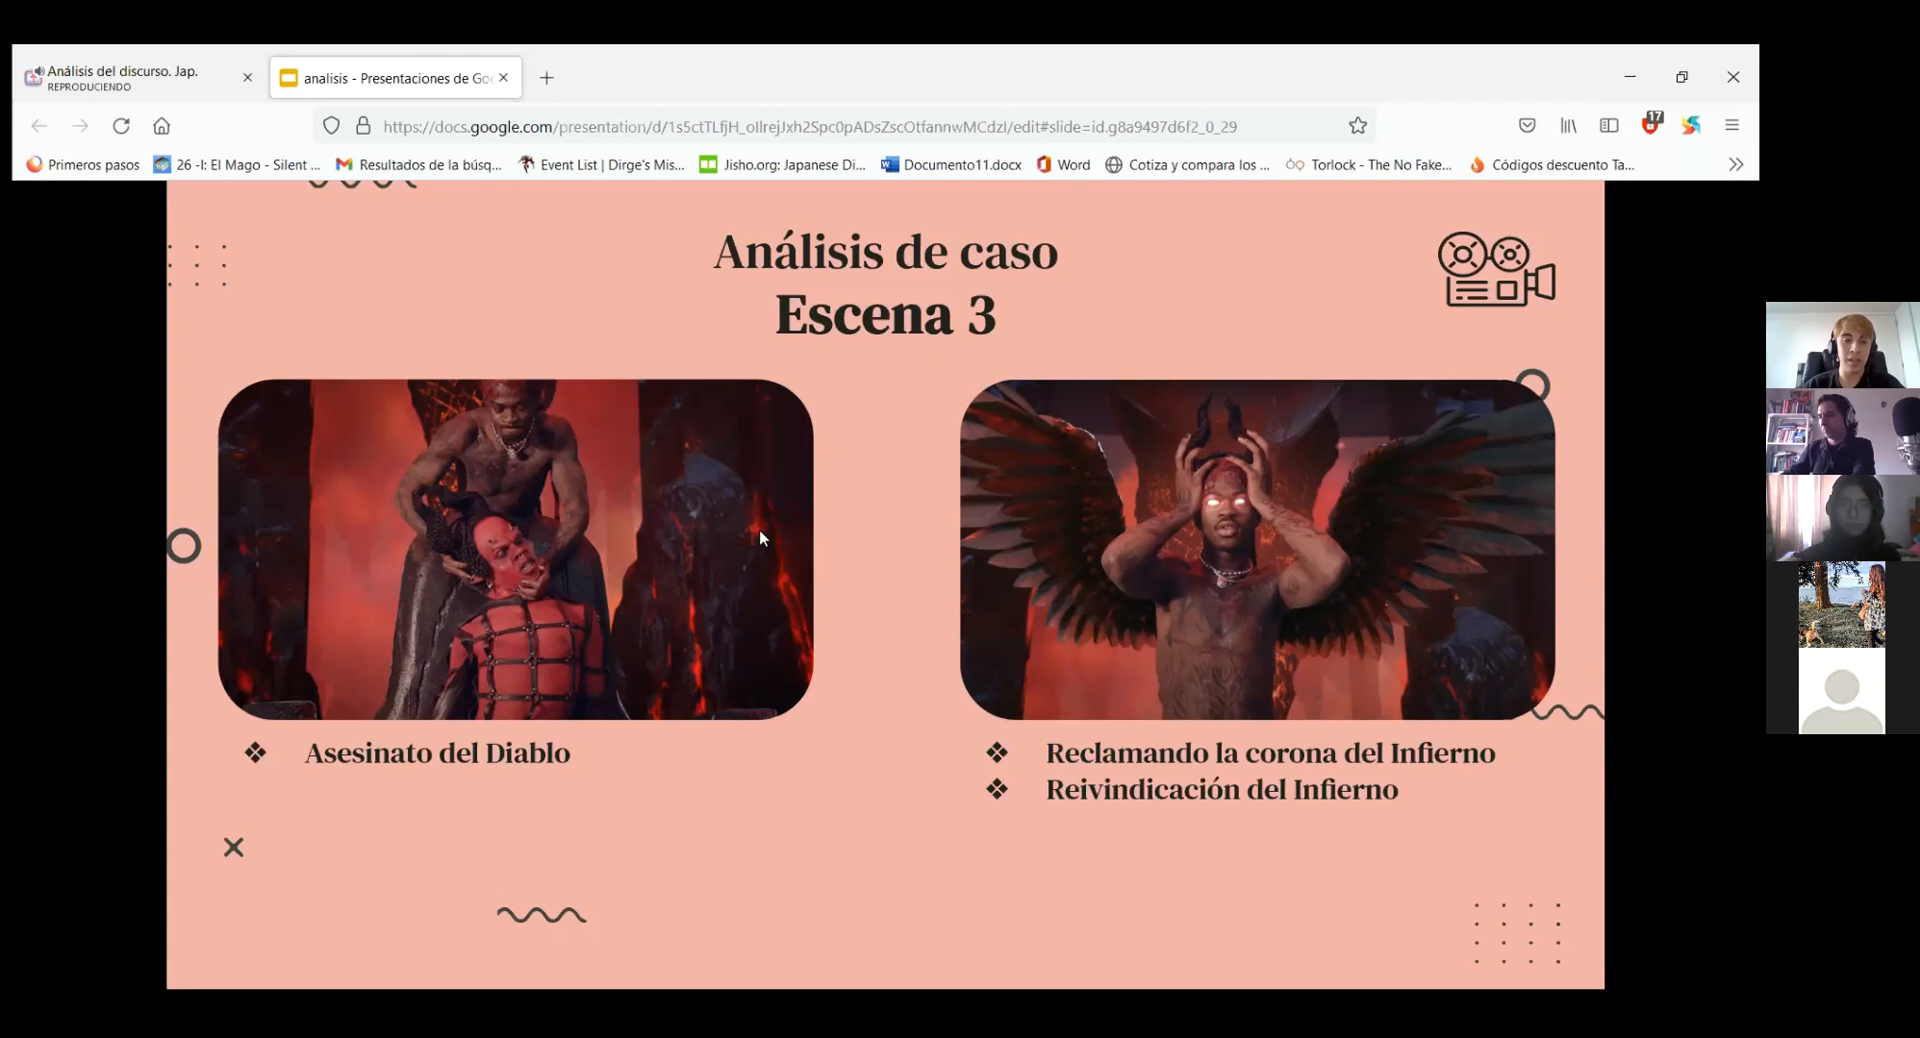 Análisis del discurso. Jap.
REPRODUCIENDO
analisis - Presentaciones de Goo
https://docs.google.com/presentation/d/1s5ctTLfjH_oIlrejJxh2Spc0pADsZscOtfannwMCdzI/edit#slide=id.g8a9497d6f2_0_29
17
Primeros pasos
26 -I: El Mago - Silent ...
Resultados de la búsq...
Event List | Dirge's Mis...
Jisho.org: Japanese Di...
Documento11.docx
Word
Cotiza y compara los ...
Torlock - The No Fake...
Códigos descuento Ta...
Análisis de caso
Escena 3
❖ Asesinato del Diablo
❖ Reclamando la corona del Infierno
❖ Reivindicación del Infierno